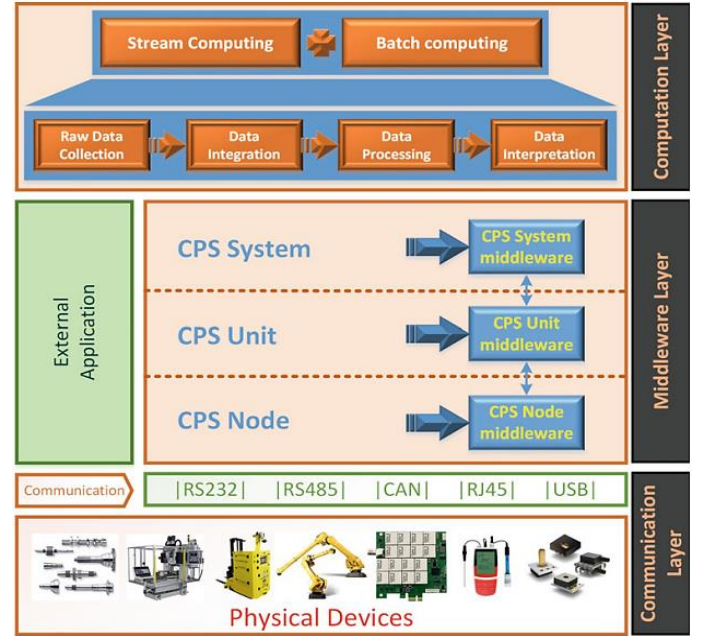 Stream Computing
Batch computing
Raw Data
Collection
Data
Integration
Data
Processing
Data
Interpretation
Computation Layer
External
Application
CPS System
CPS System
middleware
CPS Unit
CPS Unit
middleware
CPS Node
CPS Node
middleware
Middleware Layer
Communication
|RS232| |RS485| |CAN| |RJ45| |USB|
Physical Devices
Communication
Layer